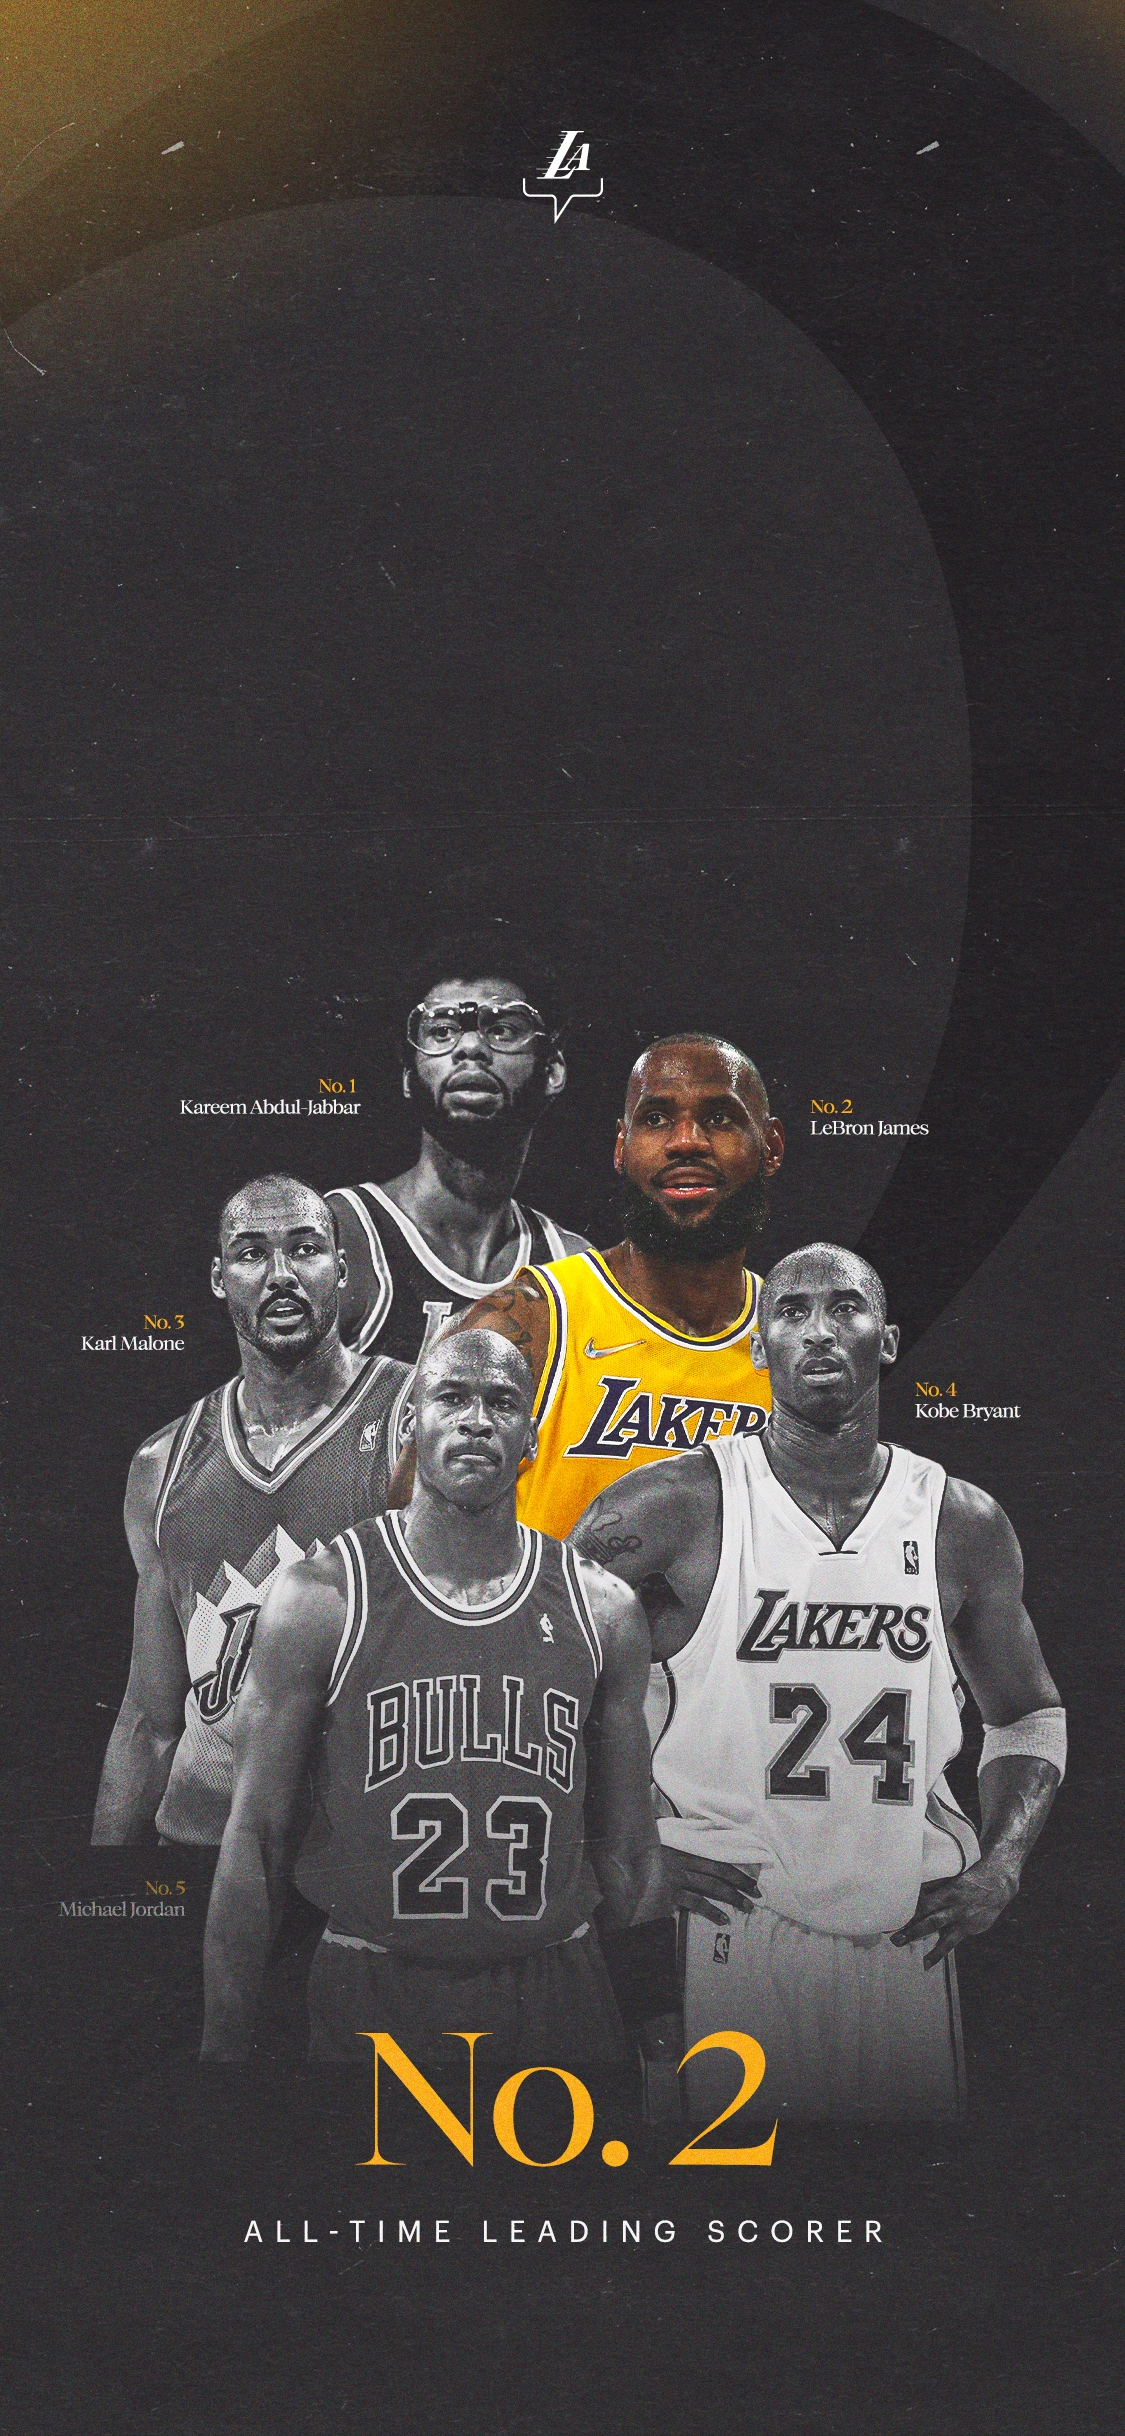 LA
No. 1
Kareem Abdul-Jabbar
No. 2
LeBron James
No. 3
Karl Malone
No. 4
Kobe Bryant
LAKERS
LAKERS
24
BULLS
23
No. 5
Michael Jordan
No. 2
ALL-TIME LEADING SCORER